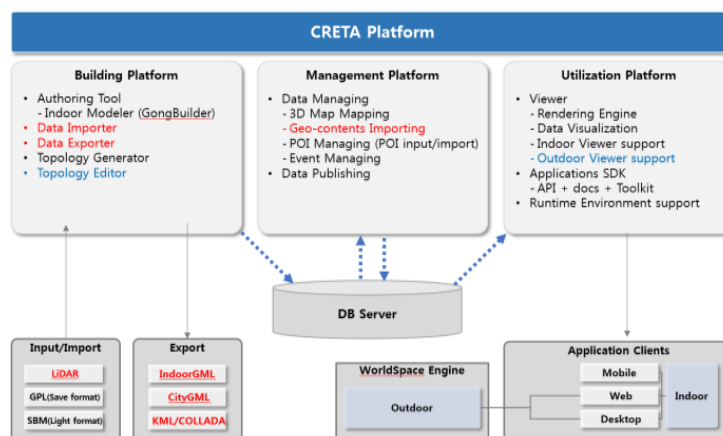 CRETA Platform
Building Platform
• Authoring Tool
- Indoor Modeler (GongBuilder)
• Data Importer
• Data Exporter
• Topology Generator
• Topology Editor
Management Platform
• Data Managing
- 3D Map Mapping
- Geo-contents Importing
- POI Managing (POI input/import)
- Event Managing
• Data Publishing
Utilization Platform
• Viewer
- Rendering Engine
- Data Visualization
- Indoor Viewer support
- Outdoor Viewer support
• Applications SDK
- API + docs + Toolkit
• Runtime Environment support
DB Server
Input/Import
LiDAR
GPL(Save format)
SBM(Light format)
Export
IndoorGML
CityGML
KML/COLLADA
WorldSpace Engine
Outdoor
Application Clients
Mobile
Web
Desktop
Indoor